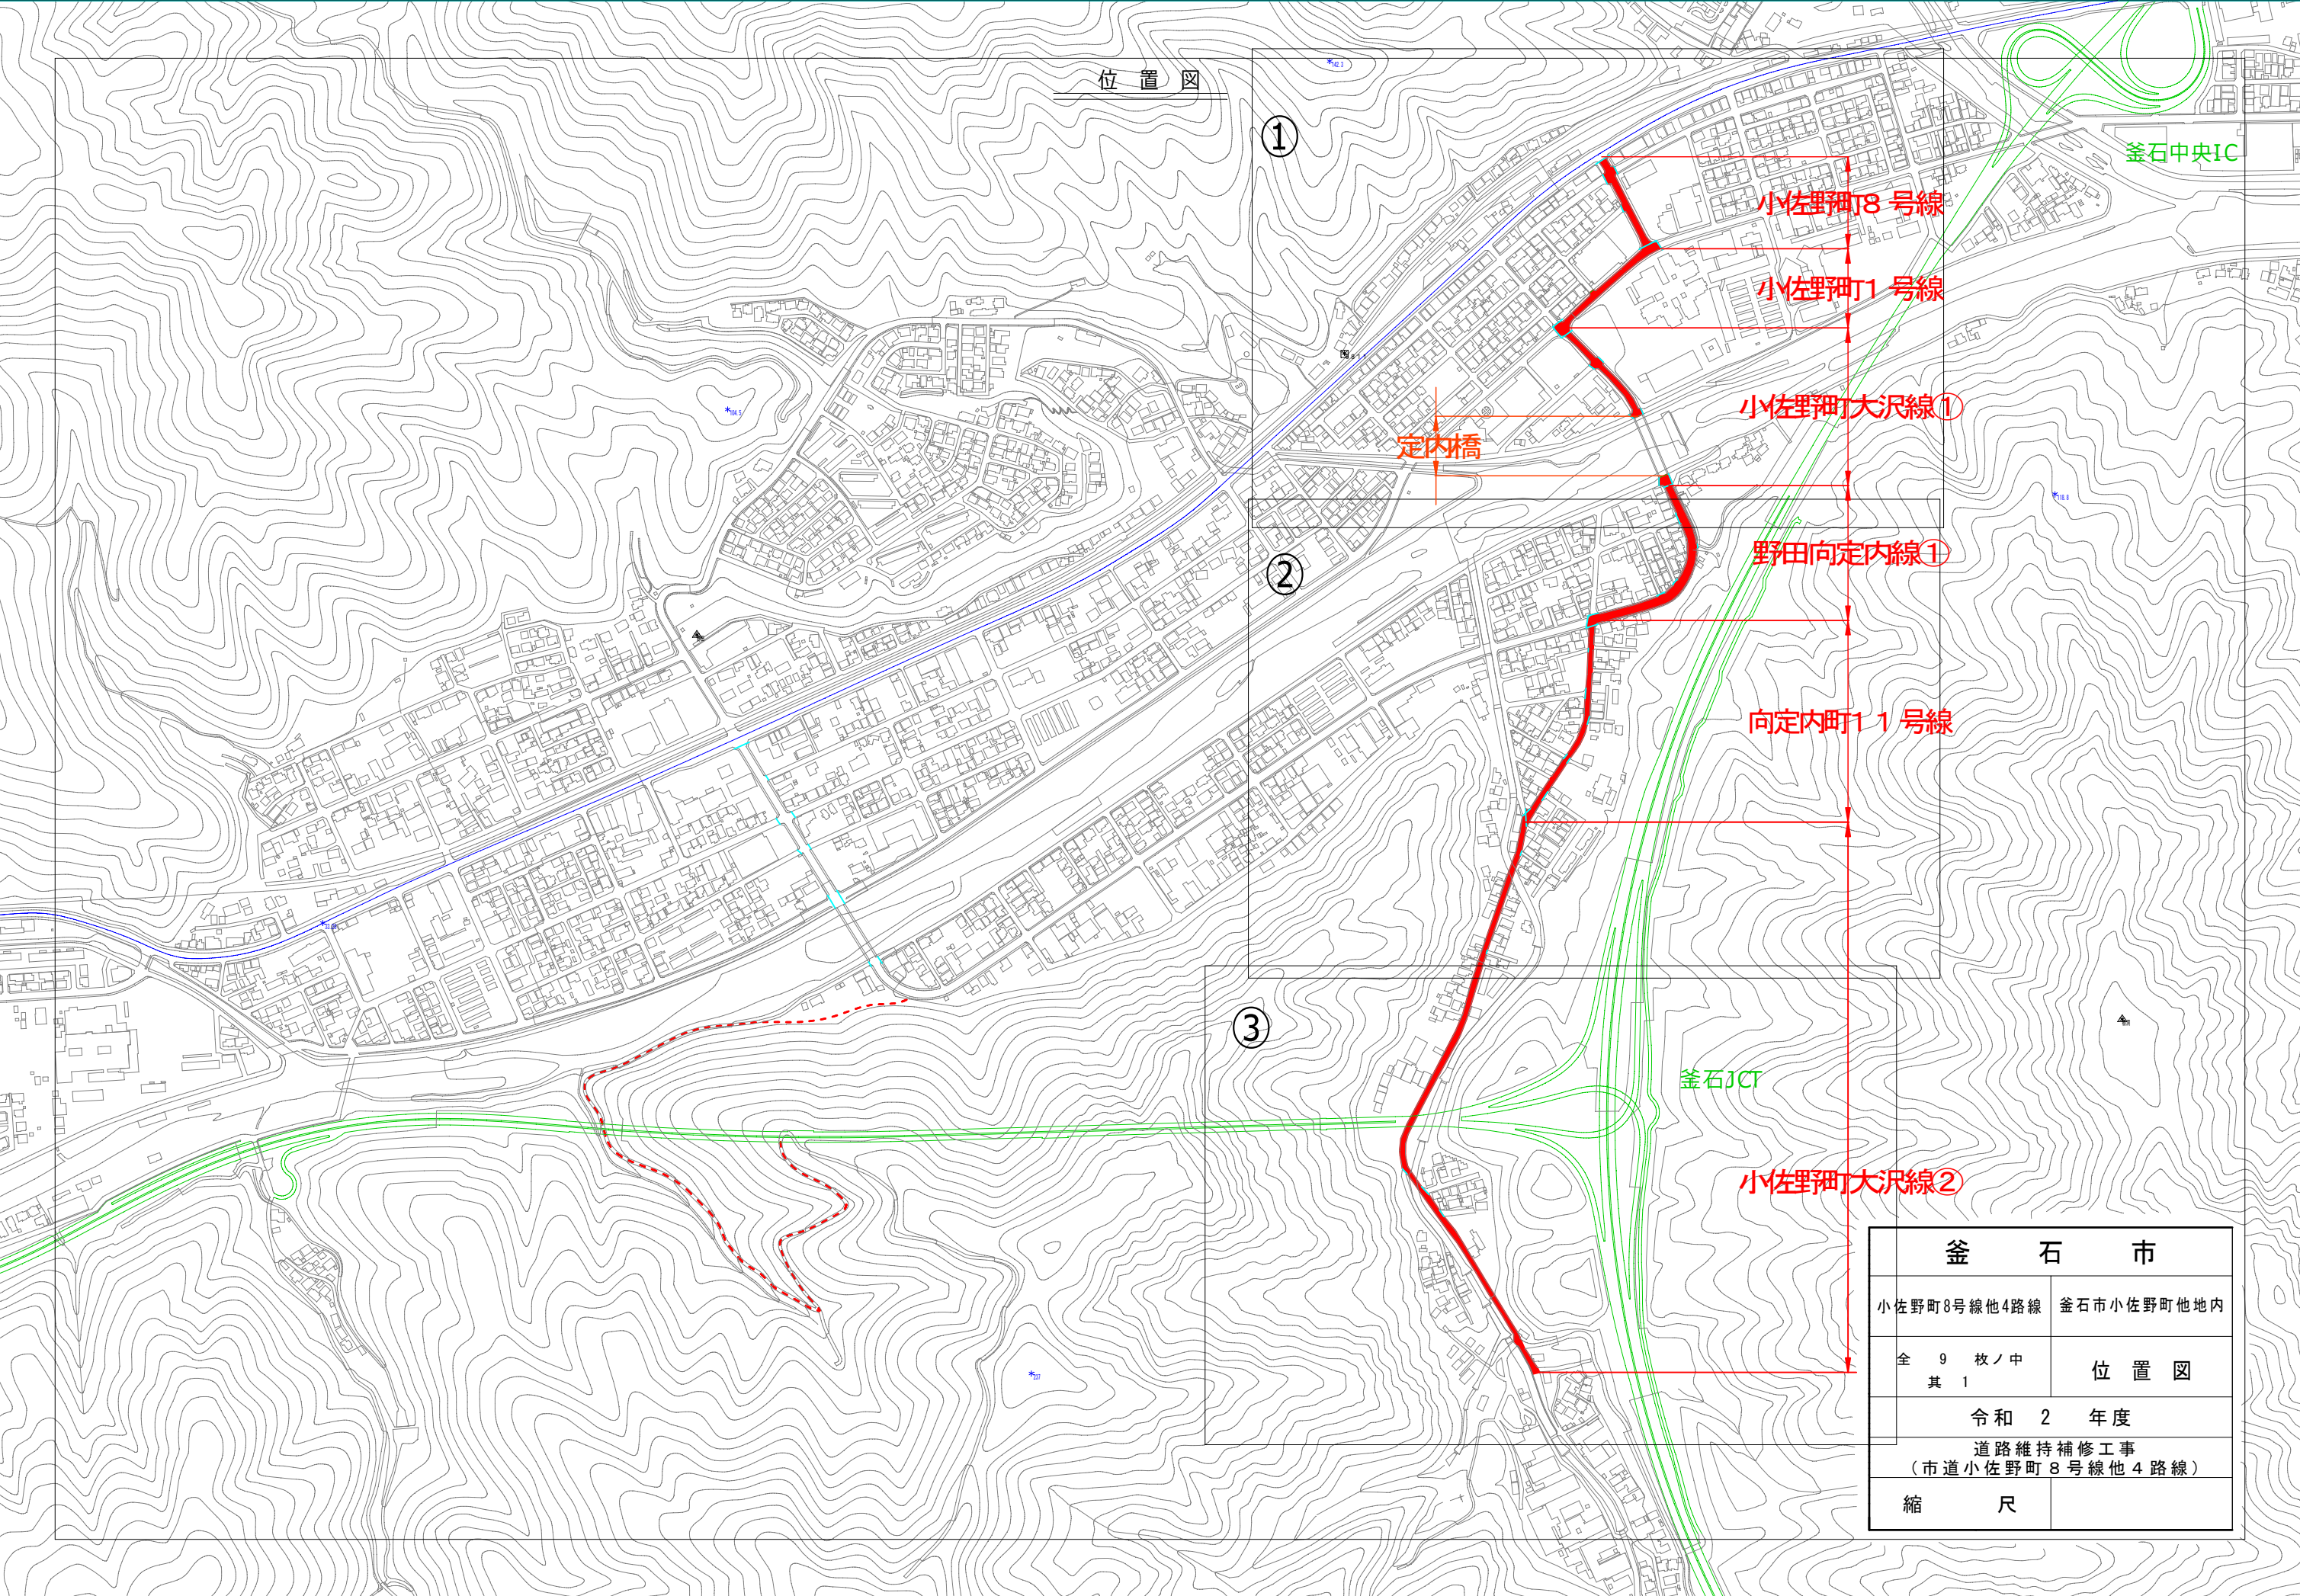 位 置 図
①
釜石中央IC
小佐野町8 号線
小佐野町1 号線
小佐野町大沢線①
定内橋
②
野田向定内線①
向定内町１１号線
③
釜石JCT
小佐野町大沢線②
釜 石 市
小佐野町8号線他4路線
釜石市小佐野町他地内
全 9 枚ノ中
其 1
位 置 図
令和 2 年度
道路維持補修工事
（市道小佐野町８号線他４路線）
縮 尺